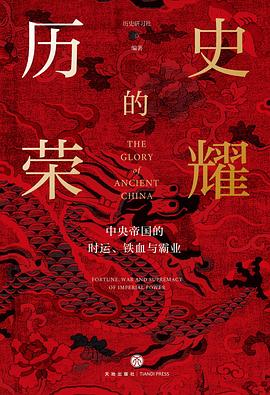 历史
的
荣耀
历史研习社
编著
THE
GLORY
of
ANCIENT
CHINA
中央帝国的
时运、铁血与霸业
FORTUNE, WAR AND SUPREMACY
OF IMPERIAL POWER
天地出版社 | TIANDI PRESS